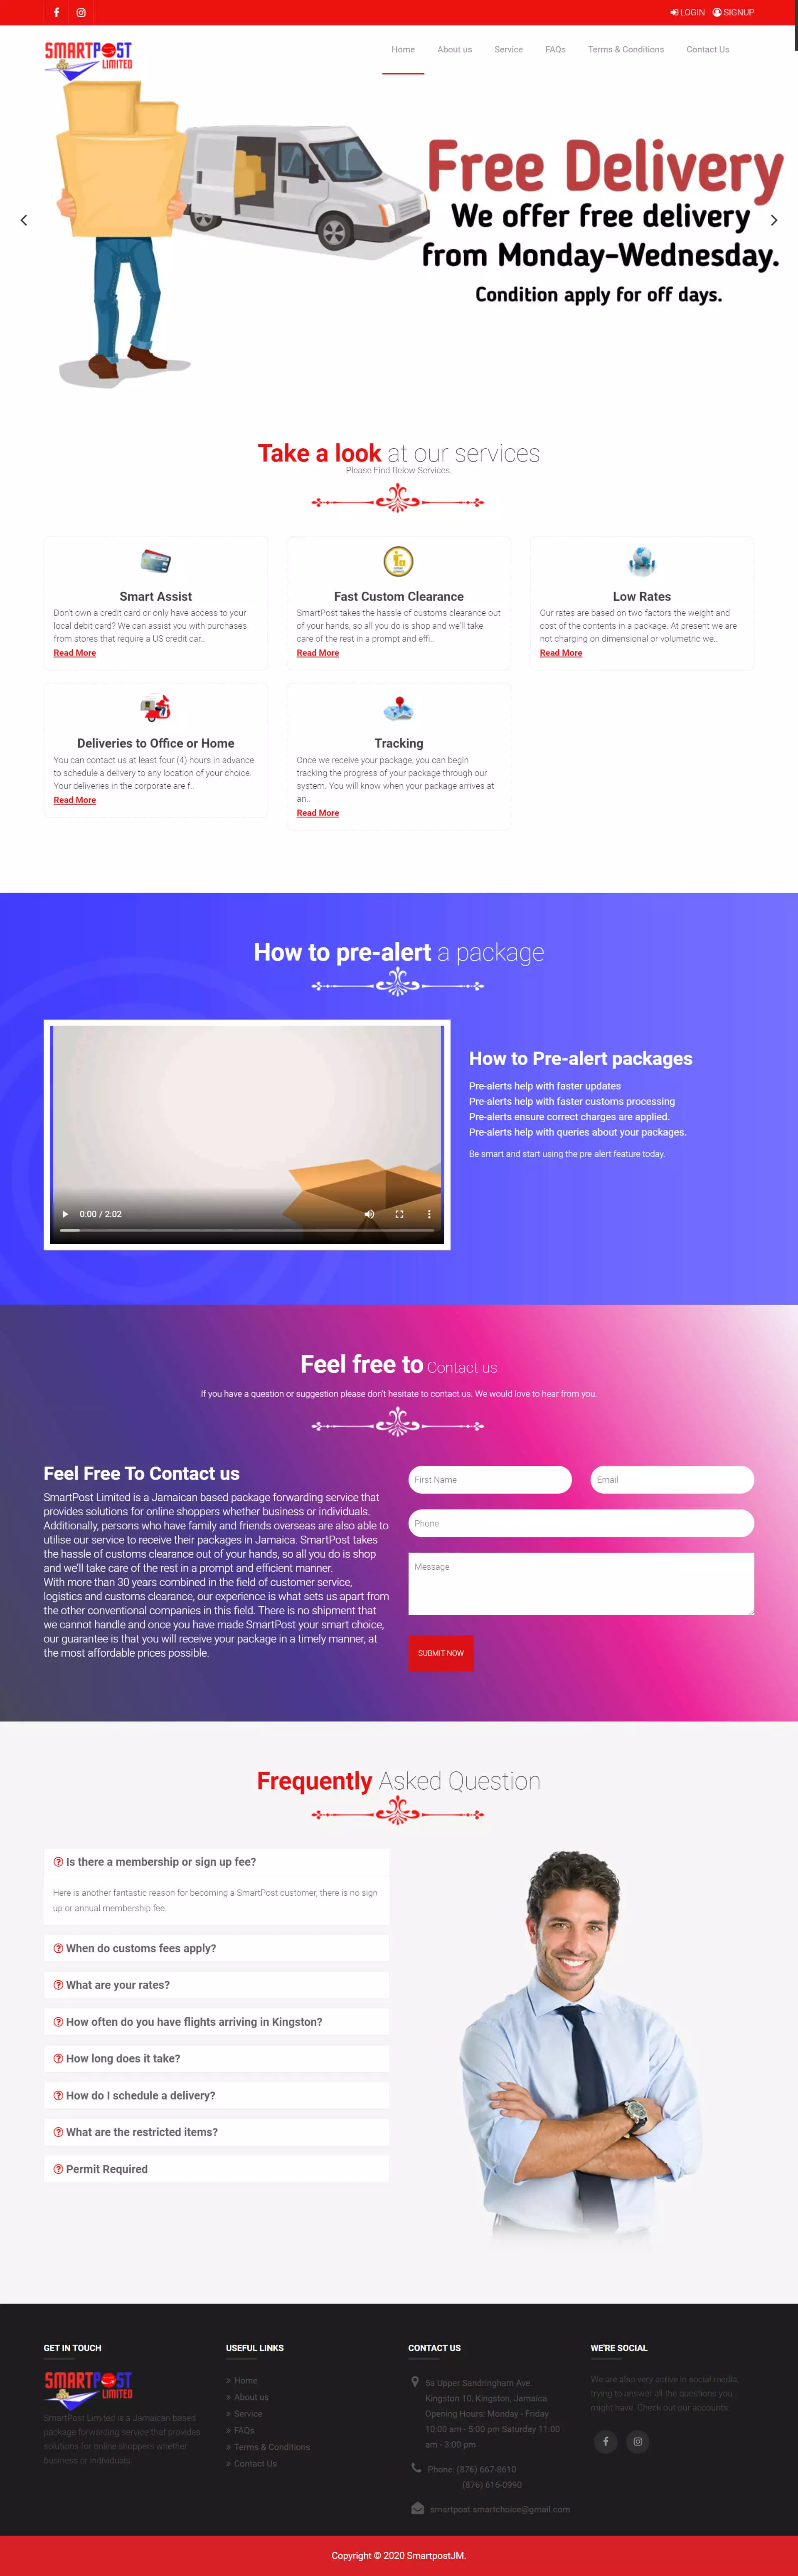 LOGIN SIGNUP
SMARTPOST
LIMITED
Home About us Service FAQs Terms & Conditions Contact Us
Free Delivery
We offer free delivery
from Monday-Wednesday.
Condition apply for off days.
Take a look at our services
Please Find Below Services.
Smart Assist
Don't own a credit card or only have access to your
local debit card? We can assist you with purchases
from stores that require a US credit car..
Read More
Fast Custom Clearance
SmartPost takes the hassle of customs clearance out
of your hands, so all you do is shop and we'll take
care of the rest in a prompt and effi..
Read More
Low Rates
Our rates are based on two factors the weight and
cost of the contents in a package. At present we are
not charging on dimensional or volumetric we..
Read More
Deliveries to Office or Home
You can contact us at least four (4) hours in advance
to schedule a delivery to any location of your choice.
Your deliveries in the corporate are f..
Read More
Tracking
Once we receive your package, you can begin
tracking the progress of your package through our
system. You will know when your package arrives at
an..
Read More
How to pre-alert a package
0:00 / 2:02
How to Pre-alert packages
Pre-alerts help with faster updates
Pre-alerts help with faster customs processing
Pre-alerts ensure correct charges are applied.
Pre-alerts help with queries about your packages.
Be smart and start using the pre-alert feature today.
Feel free to Contact us
If you have a question or suggestion please don't hesitate to contact us. We would love to hear from you.
Feel Free To Contact us
SmartPost Limited is a Jamaican based package forwarding service that
provides solutions for online shoppers whether business or individuals.
Additionally, persons who have family and friends overseas are also able to
utilise our service to receive their packages in Jamaica. SmartPost takes
the hassle of customs clearance out of your hands, so all you do is shop
and we'll take care of the rest in a prompt and efficient manner.
With more than 30 years combined in the field of customer service,
logistics and customs clearance, our experience is what sets us apart from
the other conventional companies in this field. There is no shipment that
we cannot handle and once you have made SmartPost your smart choice,
our guarantee is that you will receive your package in a timely manner, at
the most affordable prices possible.
First Name
Email
Phone
Message
SUBMIT NOW
Frequently Asked Question
Is there a membership or sign up fee?
Here is another fantastic reason for becoming a SmartPost customer, there is no sign
up or annual membership fee.
When do customs fees apply?
What are your rates?
How often do you have flights arriving in Kingston?
How long does it take?
How do I schedule a delivery?
What are the restricted items?
Permit Required
GET IN TOUCH
SMARTPOST
LIMITED
SmartPost Limited is a Jamaican based
package forwarding service that provides
solutions for online shoppers whether
business or individuals.
USEFUL LINKS
Home
About us
Service
FAQs
Terms & Conditions
Contact Us
CONTACT US
5a Upper Sandringham Ave.
Kingston 10, Kingston, Jamaica
Opening Hours: Monday - Friday
10:00 am - 5:00 pm Saturday 11:00
am - 3:00 pm
Phone: (876) 667-8610
(876) 616-0990
smartpost.smartchoice@gmail.com
WE'RE SOCIAL
We are also very active in social media,
trying to answer all the questions you
might have. Check out our accounts
Copyright © 2020 SmartpostJM.